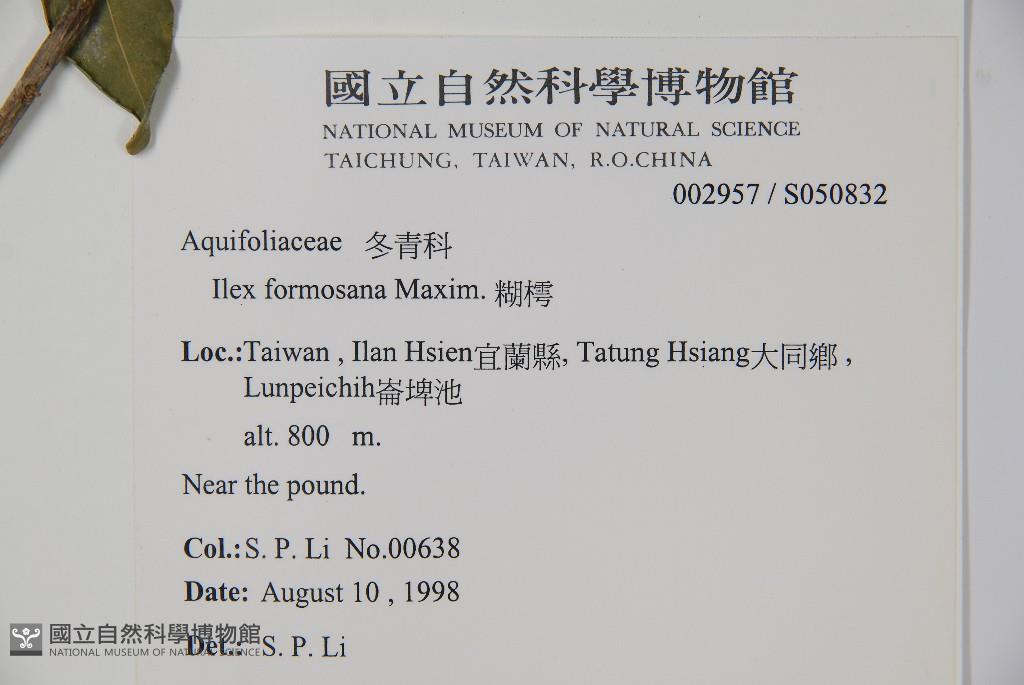 國立自然科學博物館
NATIONAL MUSEUM OF NATURAL SCIENCE
TAICHUNG, TAIWAN, R.O.CHINA
002957 / S050832
Aquifoliaceae 冬青科
Ilex formosana Maxim. 糊樗
Loc.:Taiwan , Ilan Hsien宜蘭縣, Tatung Hsiang大同鄉 ,
Lunpeichih崙埤池
alt. 800 m.
Near the pound.
Col.:S. P. Li No.00638
Date: August 10 , 1998
Det.: S. P. Li
國立自然科學博物館
NATIONAL MUSEUM OF NATURAL SCIENCE